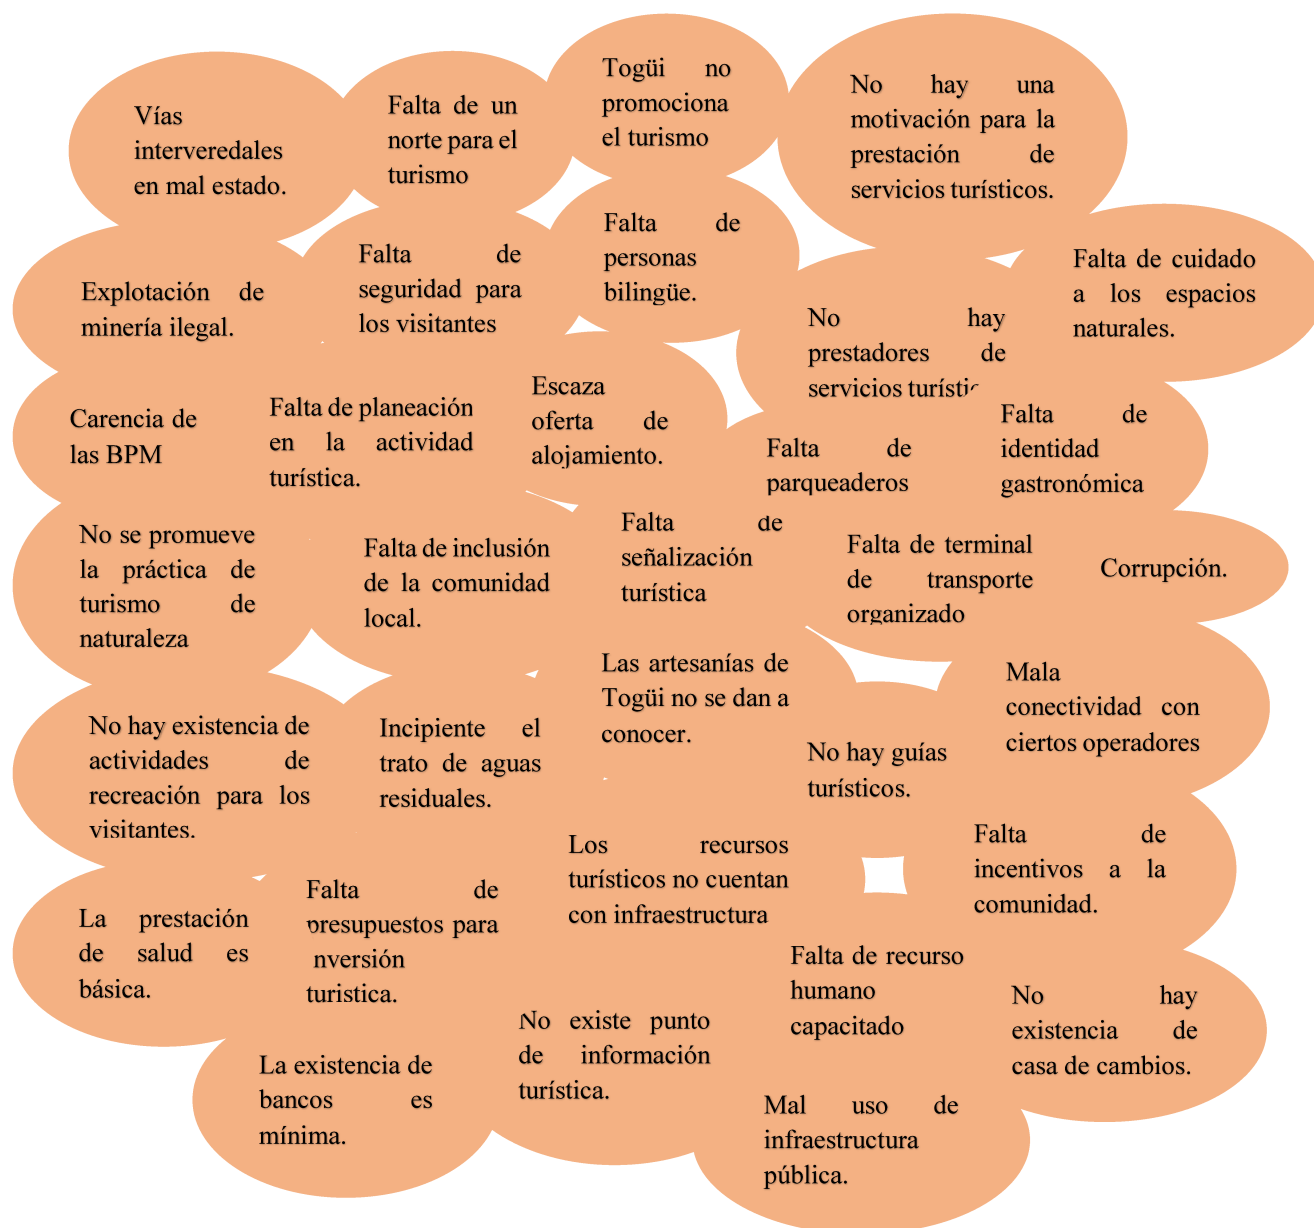 Vías
interveredales
en mal estado.
Falta de un
norte para el
turismo
Togüi no
promociona
el turismo
No hay una
motivación para la
prestación de
servicios turísticos.
Explotación de
minería ilegal.
Falta de
seguridad para
los visitantes
Falta de
personas
bilingüe.
No hay
prestadores de
servicios
Falta de cuidado
a los espacios
naturales.
Carencia de
las BPM
Falta de planeación
en la actividad
turística.
Escaza
oferta de
alojamiento.
Falta de
parqueaderos
Falta de
identidad
gastronómica
No se promueve
la práctica de
turismo de
naturaleza
Falta de inclusión
de la comunidad
local.
Falta de
señalización
turística
Falta de terminal
de transporte
organizado
Corrupción.
No hay existencia de
actividades de
recreación para los
visitantes.
Incipiente el
trato de aguas
residuales.
Las artesanías de
Togüi no se dan a
conocer.
No hay guías
turísticos.
Mala
conectividad con
ciertos operadores
La prestación
de salud es
básica.
Falta de
presupuestos para
inversión
turistica.
Los recursos
turísticos no cuentan
con infraestructura
Falta de
incentivos a la
comunidad.
La existencia de
bancos es
mínima.
No existe punto
de información
turística.
Falta de recurso
humano
capacitado
No hay
existencia de
casa de cambios.
Mal uso de
infraestructura
pública.